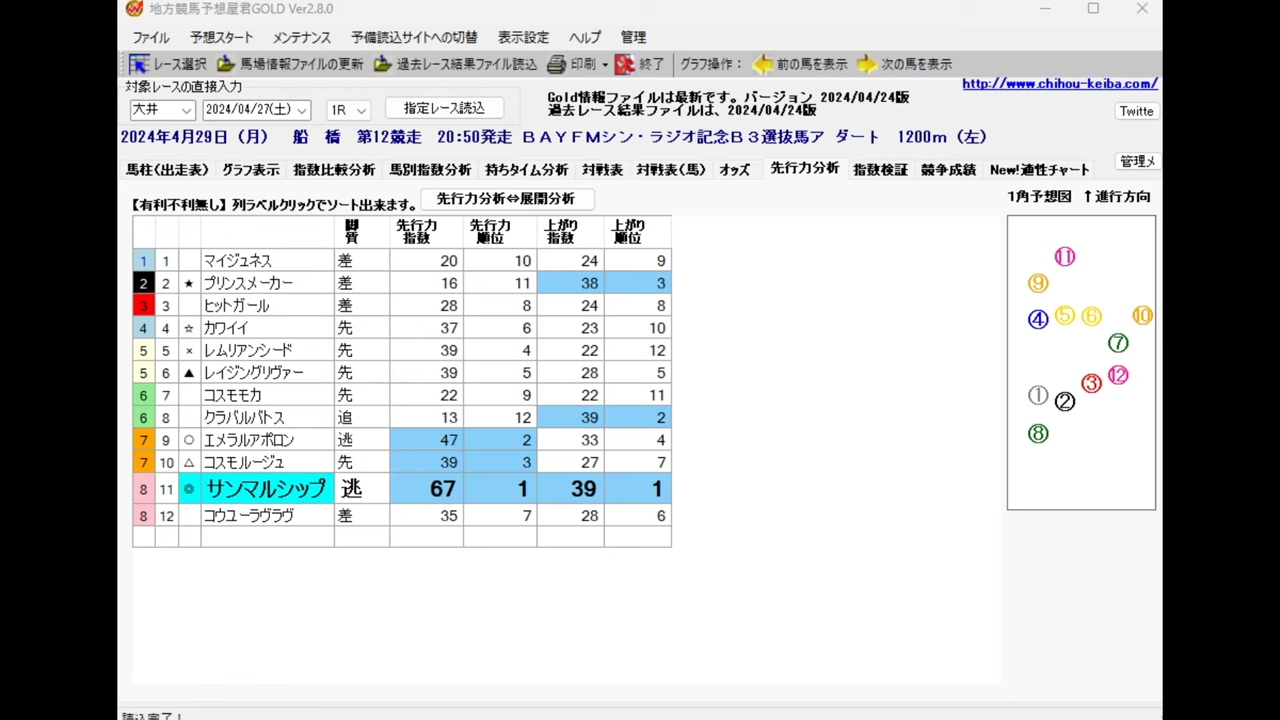 地方競馬予想屋君GOLD Ver2.8.0
ファイル 予想スタート メンテナンス 予備読込サイトへの切替 表示設定 ヘルプ 管理
レース選択 馬場情報ファイルの更新 過去レース結果ファイル読込 印刷 終了 グラフ操作： 前の馬を表示 次の馬を表示
対象レースの直接入力
http://www.chihou-keiba.com/
大井 2024/04/27(土) 1R 指定レース読込
Gold情報ファイルは最新です。バージョン 2024/04/24版
過去レース結果ファイルは、2024/04/24版
Twitte
2024年4月29日（月） 船 橋 第12競走 20:50発走 ＢＡＹＦＭシン・ラジオ記念Ｂ３選抜馬ア ダート 1200m（左）
管理メ
馬柱(出走表) グラフ表示 指数比較分析 馬別指数分析 持ちタイム分析 対戦表 対戦表(馬) オッズ 先行力分析 指数検証 競争成績 New!適性チャート
【有利不利無し】列ラベルクリックでソート出来ます。 先行力分析⇔展開分析
1角予想図 ↑進行方向
脚質 先行力指数 先行力順位 上がり指数 上がり順位
1 1 マイジュネス 差 20 10 24 9
2 2 ★ プリンスメーカー 差 16 11 38 3
3 3 ヒットガール 差 28 8 24 8
4 4 ☆ カワイイ 先 37 6 23 10
5 5 × レムリアンシード 先 39 4 22 12
5 6 ▲ レイジングリヴァー 先 39 5 28 5
6 7 コスモモカ 先 22 9 22 11
6 8 クラバルバトス 追 13 12 39 2
7 9 ○ エメラルアポロン 逃 47 2 33 4
7 10 △ コスモルージュ 先 39 3 27 7
8 11 ◎ サンマルシップ 逃 67 1 39 1
8 12 コウユーラヴラヴ 差 35 7 28 6
⑪
⑨
④ ⑤ ⑥ ⑩
⑦
③ ⑫
① ②
⑧
読込完了！